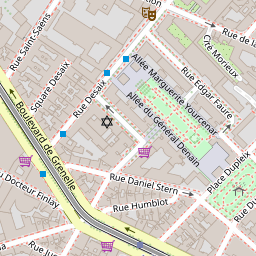 Rue Saint-Saëns
Rue de la
Cité Morieux
Square Desaix
Rue Desaix
Allée Marguerite Yourcenar
Rue Edgar Faure
Allée du Général Denain
Boulevard de Grenelle
Place Dupleix
Rue Daniel Stern
u Docteur Finlay
Rue Humblot
Rue